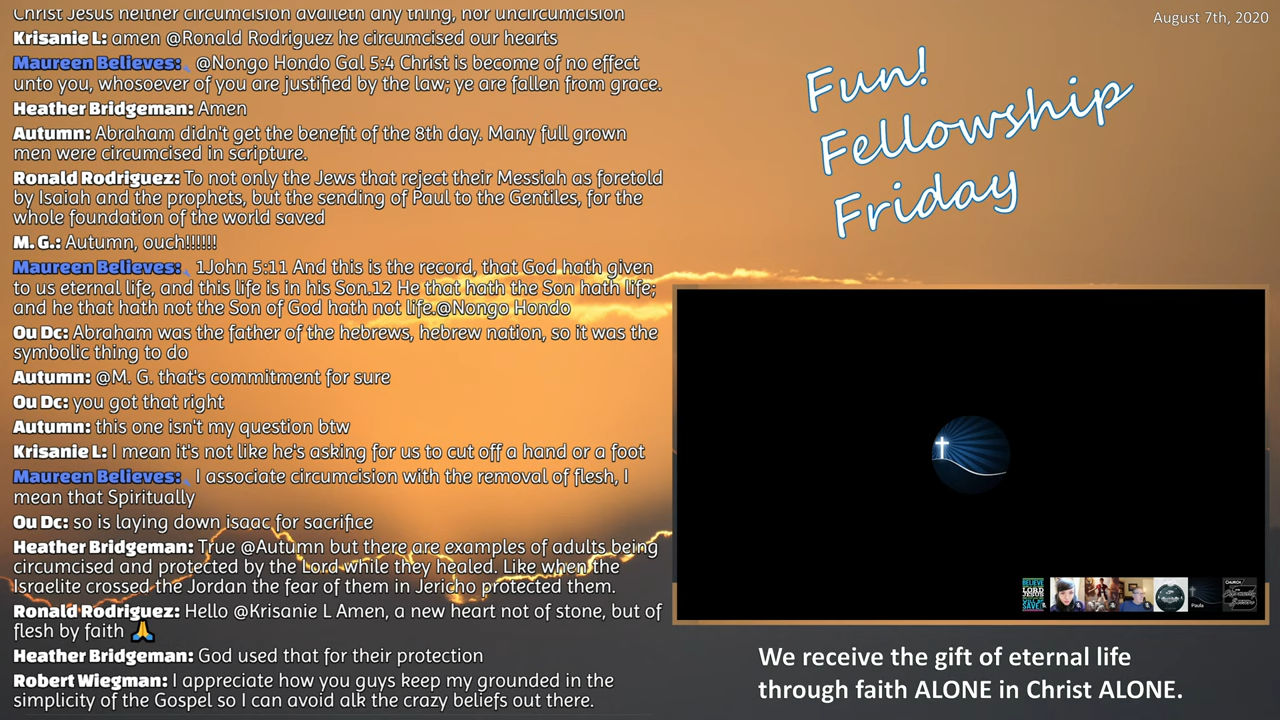 Christ Jesus neither circumcision availeth any thing, nor uncircumcision
Krisanie L: amen @Ronald Rodriguez he circumcised our hearts
Maureen Believes: @Nongo Hondo Gal 5:4 Christ is become of no effect
unto you, whosoever of you are justified by the law; ye are fallen from grace.
Heather Bridgeman: Amen
Autumn: Abraham didn't get the benefit of the 8th day. Many full grown
men were circumcised in scripture.
Ronald Rodriguez: To not only the Jews that reject their Messiah as foretold
by Isaiah and the prophets, but the sending of Paul to the Gentiles, for the
whole foundation of the world saved
M. G.: Autumn, ouch!!!!!!
Maureen Believes: 1John 5:11 And this is the record, that God hath given
to us eternal life, and this life is in his Son.12 He that hath the Son hath life;
and he that hath not the Son of God hath not life.@Nongo Hondo
Ou Dc: Abraham was the father of the hebrews, hebrew nation, so it was the
symbolic thing to do
Autumn: @M. G. that's commitment for sure
Ou Dc: you got that right
Autumn: this one isn't my question btw
Krisanie L: I mean it's not like he's asking for us to cut off a hand or a foot
Maureen Believes: I associate circumcision with the removal of flesh, I
mean that Spiritually
Ou Dc: so is laying down isaac for sacrifice
Heather Bridgeman: True @Autumn but there are examples of adults being
circumcised and protected by the Lord while they healed. Like when the
Israelite crossed the Jordan the fear of them in Jericho protected them.
Ronald Rodriguez: Hello @Krisanie L Amen, a new heart not of stone, but of
flesh by faith 🙏
Heather Bridgeman: God used that for their protection
Robert Wiegman: I appreciate how you guys keep my grounded in the
simplicity of the Gospel so I can avoid alk the crazy beliefs out there.
August 7th, 2020
Fun!
Fellowship
Friday
BELIEVE
LORD
JESUS
SAVE!
Paula
CHURCH
We receive the gift of eternal life
through faith ALONE in Christ ALONE.